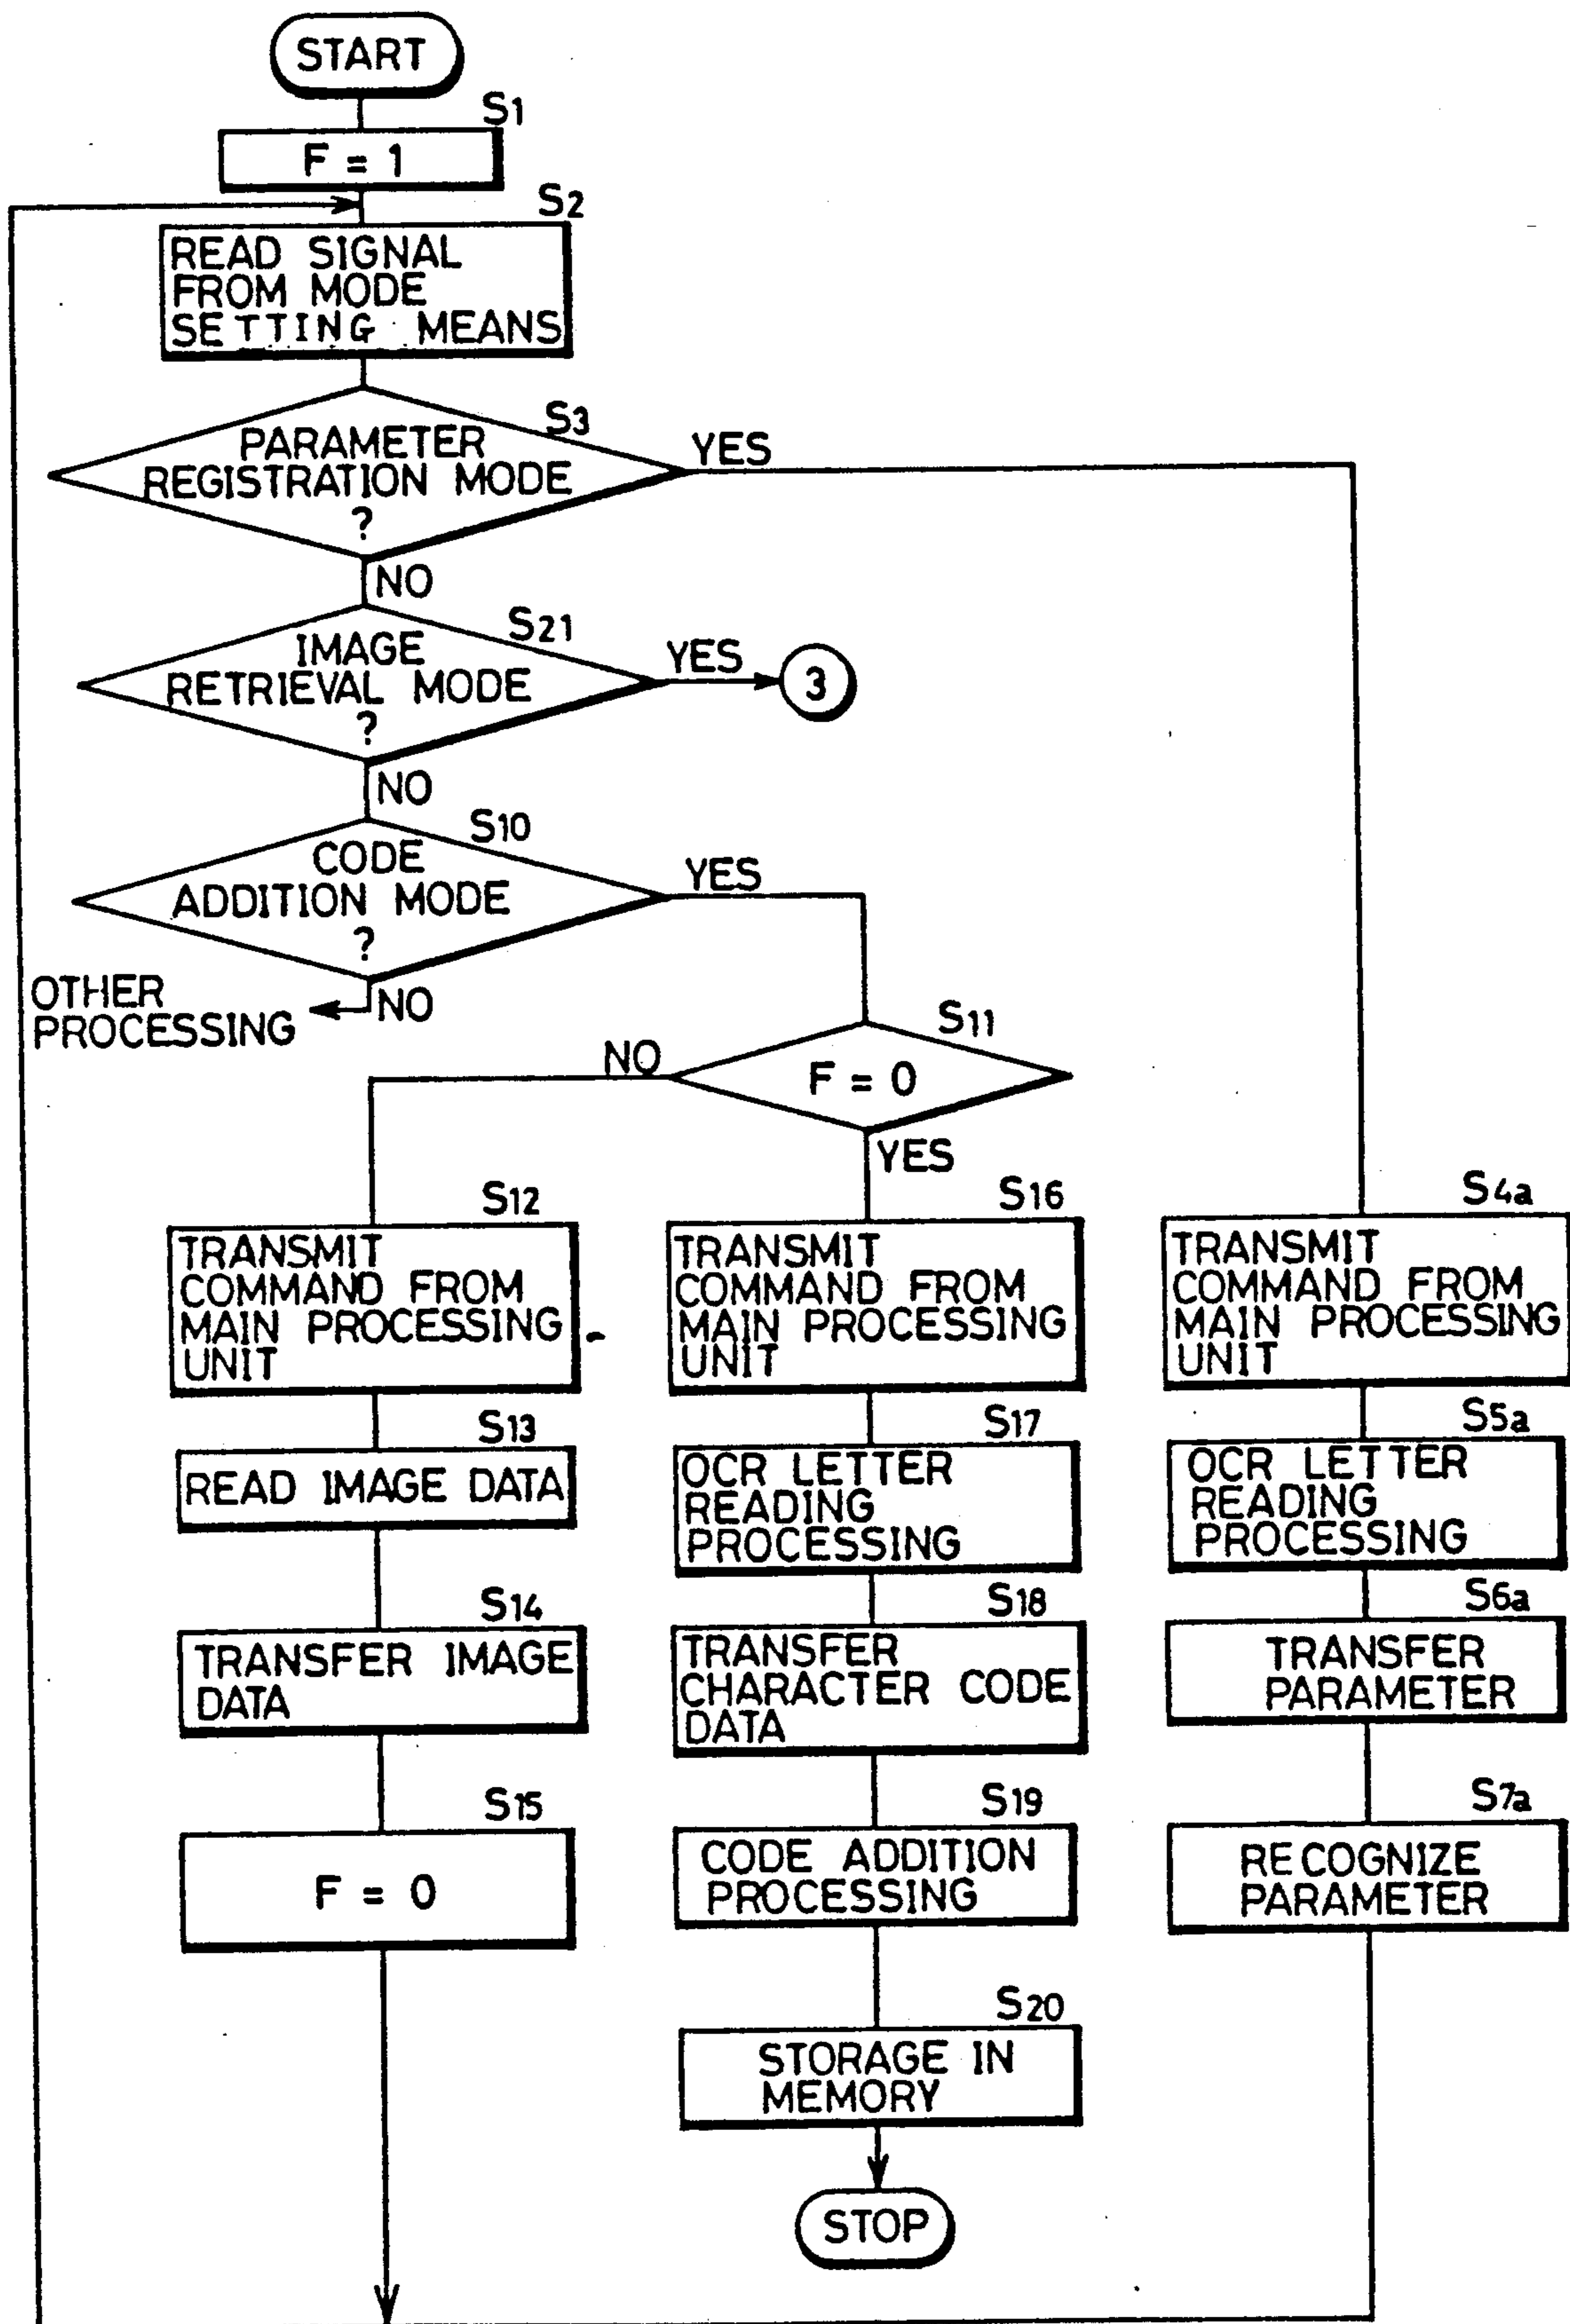 START
S1
F = 1
S2
READ SIGNAL
FROM MODE
SETTING MEANS
S3
PARAMETER
REGISTRATION MODE
?
YES
NO
S21
IMAGE
RETRIEVAL MODE
?
YES
3
NO
S10
CODE
ADDITION MODE
?
YES
NO
OTHER
PROCESSING
S11
F = 0
NO
YES
S12
TRANSMIT
COMMAND FROM
MAIN PROCESSING
UNIT
S13
READ IMAGE DATA
S14
TRANSFER IMAGE
DATA
S15
F = 0
S16
TRANSMIT
COMMAND FROM
MAIN PROCESSING
UNIT
S17
OCR LETTER
READING
PROCESSING
S18
TRANSFER
CHARACTER CODE
DATA
S19
CODE ADDITION
PROCESSING
S20
STORAGE IN
MEMORY
STOP
S4a
TRANSMIT
COMMAND FROM
MAIN PROCESSING
UNIT
S5a
OCR LETTER
READING
PROCESSING
S6a
TRANSFER
PARAMETER
S7a
RECOGNIZE
PARAMETER